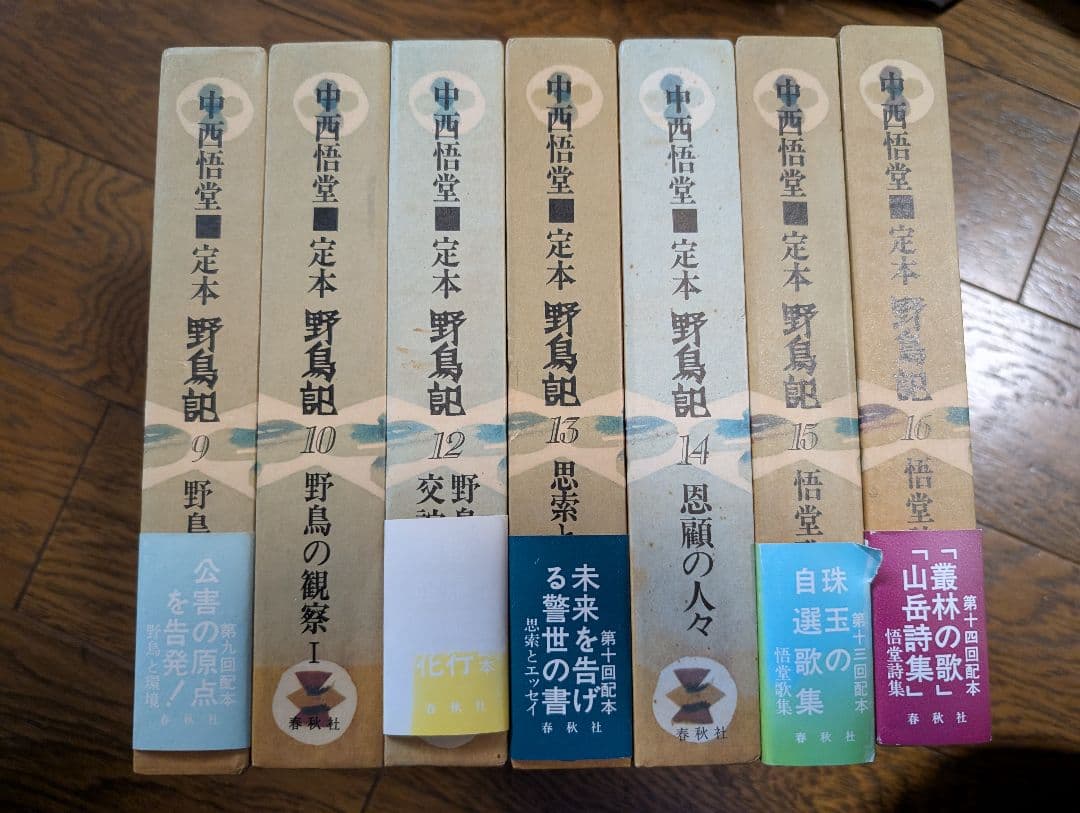 中西悟堂■定本 野鳥記
9
野鳥
公害の原点
を告発!
第九回配本
野鳥と環境
春秋社
中西悟堂■定本 野鳥記
10
野鳥の観察 I
春秋社
中西悟堂■定本 野鳥記
12
野鳥
交
化行本
春秋社
中西悟堂■定本 野鳥記
13
思索と
第十回配本
未来を告げ
る警世の書
思索とエッセイ
春秋社
中西悟堂■定本 野鳥記
14
恩顧の人々
春秋社
中西悟堂■定本 野鳥記
15
悟堂
第十三回配本
珠玉の
自選歌集
悟堂歌集
春秋社
中西悟堂■定本 野鳥記
16
悟堂
第十四回配本
「叢林の歌」
「山岳詩集」
悟堂詩集
春秋社